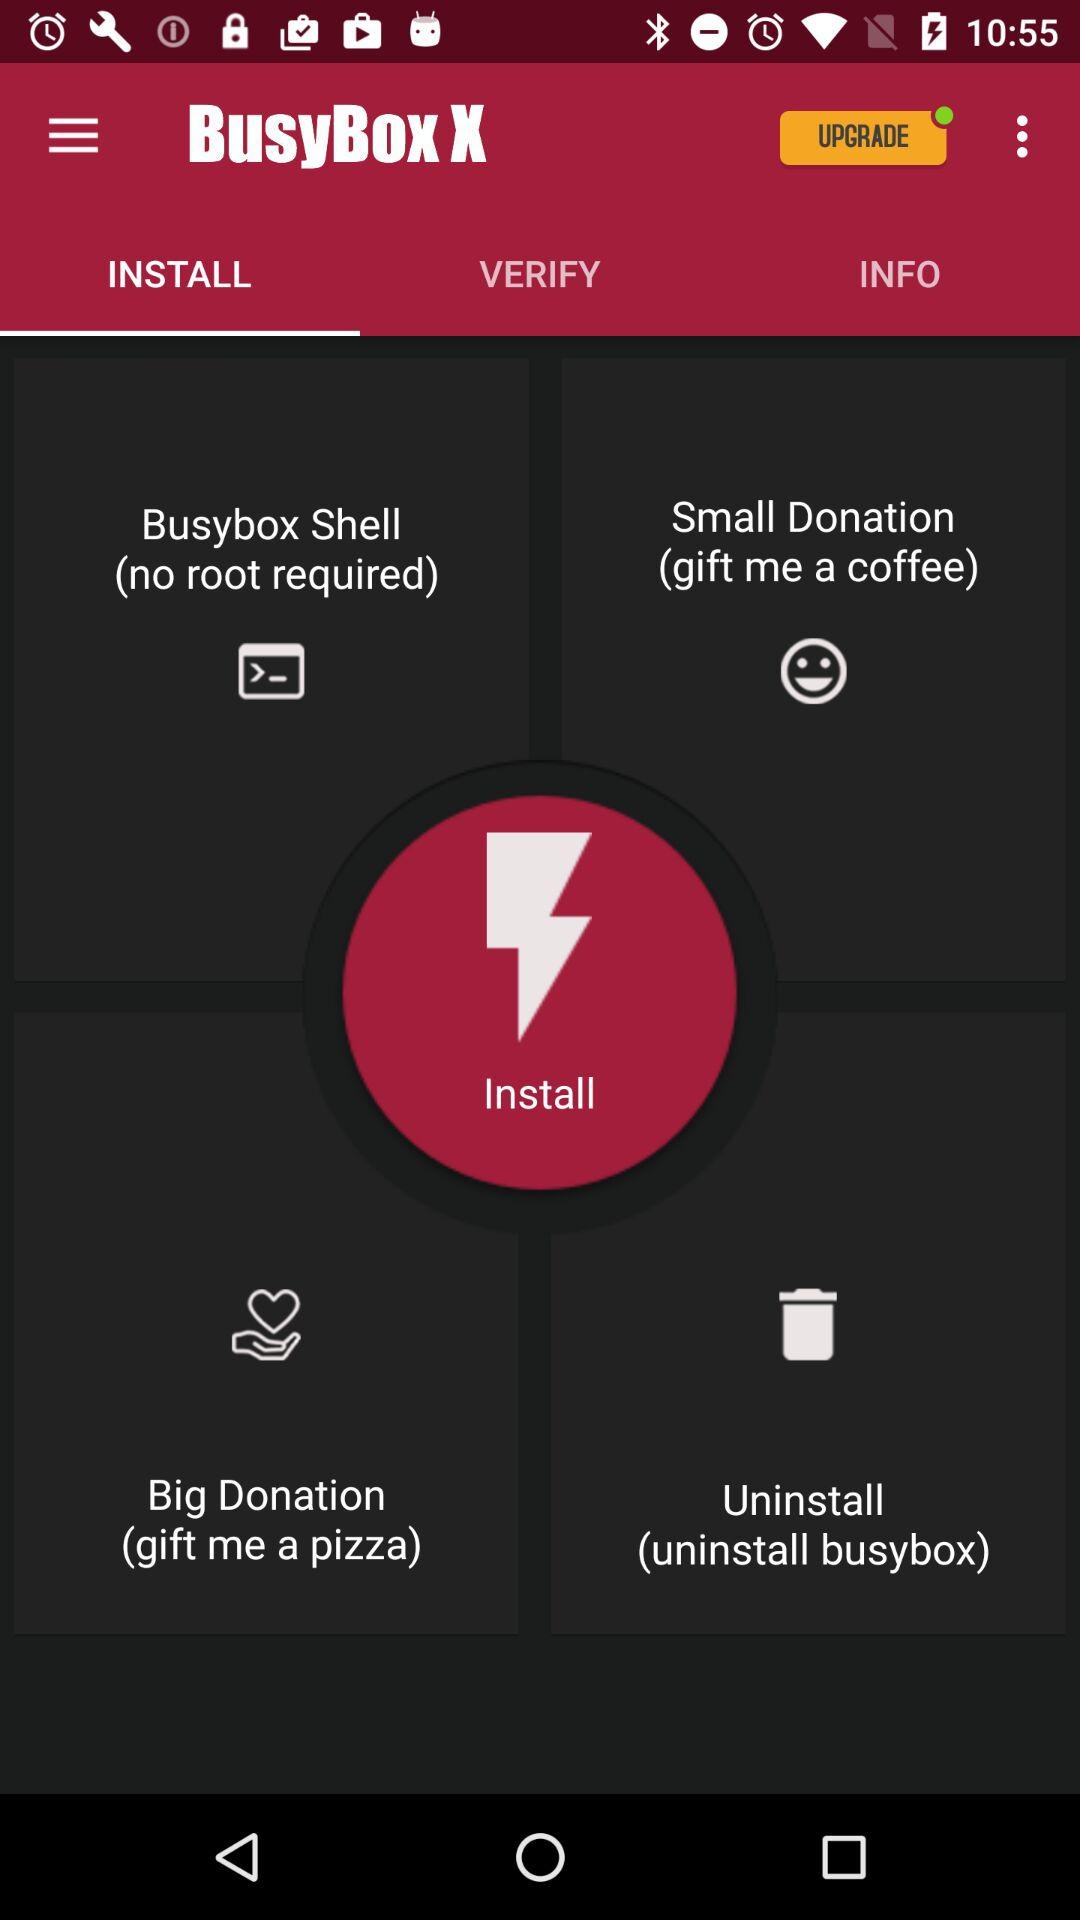 10:55
BusyBox X
UPGRADE
INSTALL
VERIFY
INFO
Busybox Shell
(no root required)
Small Donation
(gift me a coffee)
Install
Big Donation
(gift me a pizza)
Uninstall
(uninstall busybox)